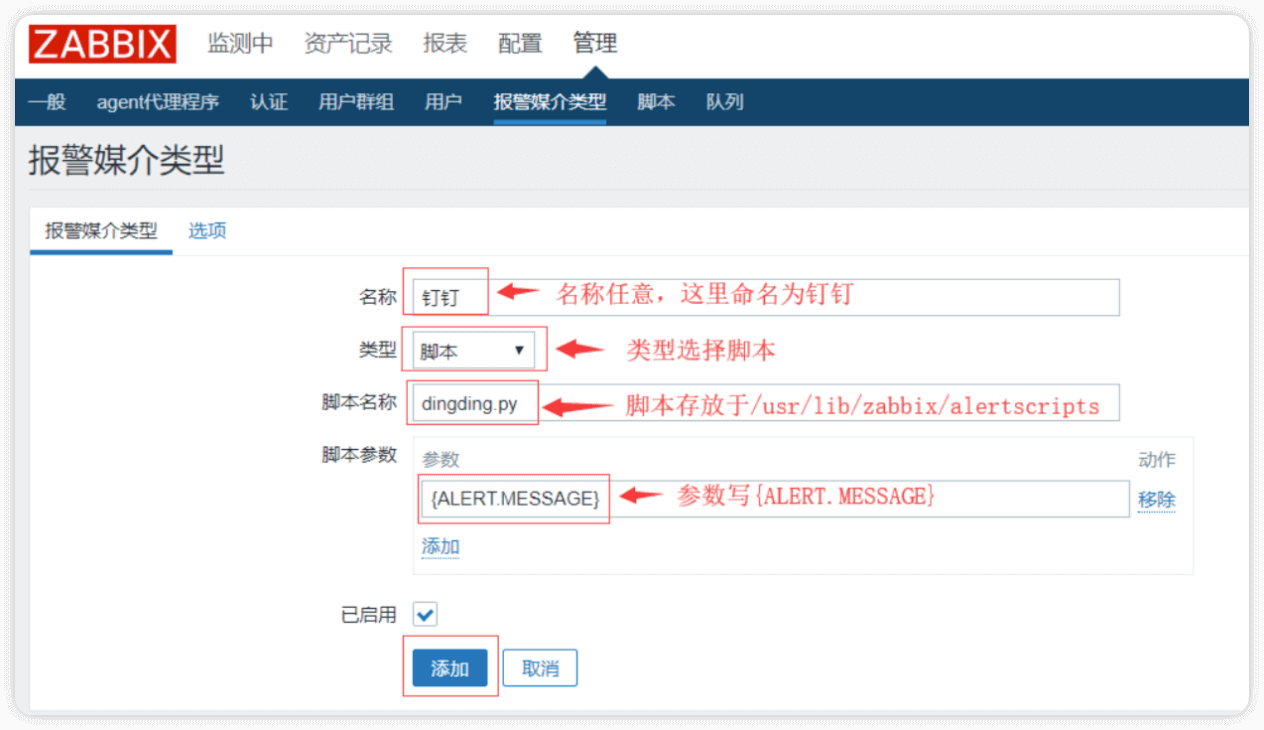 ZABBIX 监测中 资产记录 报表 配置 管理
一般 agent代理程序 认证 用户群组 用户 报警媒介类型 脚本 队列
报警媒介类型
报警媒介类型 选项
名称 钉钉 名称任意，这里命名为钉钉
类型 脚本 类型选择脚本
脚本名称 dingding.py 脚本存放于/usr/lib/zabbix/alertscripts
脚本参数 参数 动作
{ALERT.MESSAGE} 参数写{ALERT.MESSAGE} 移除
添加
已启用
添加 取消